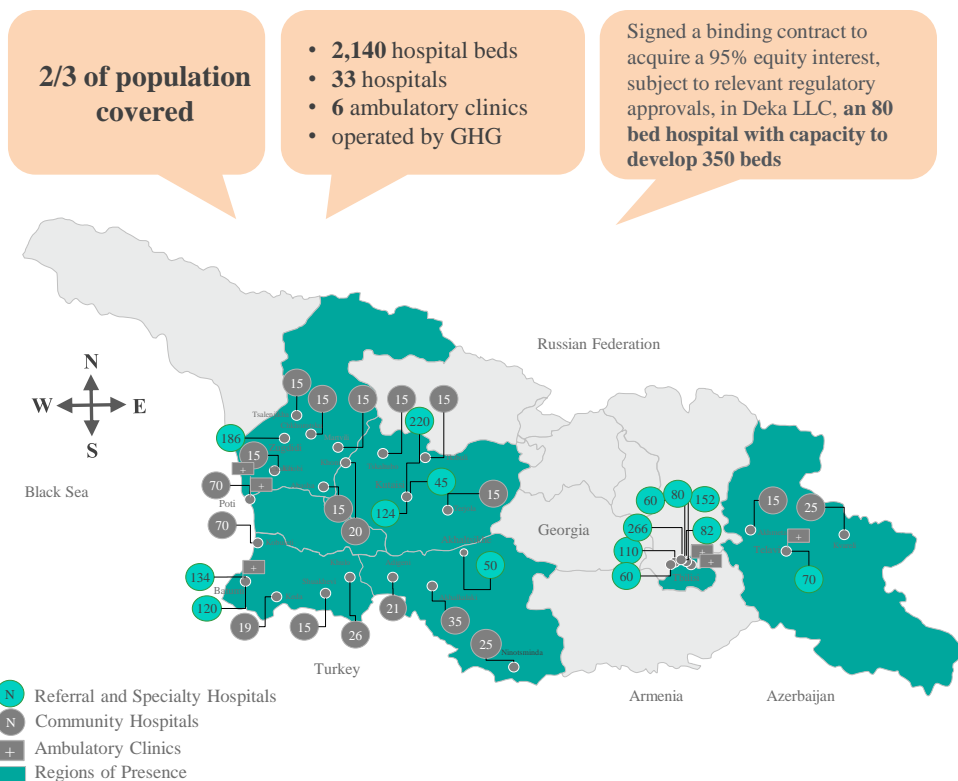 2/3 of population
covered
• 2,140 hospital beds
• 33 hospitals
• 6 ambulatory clinics
• operated by GHG
Signed a binding contract to
acquire a 95% equity interest,
subject to relevant regulatory
approvals, in Deka LLC, an 80
bed hospital with capacity to
develop 350 beds
Russian Federation
N
W E
S
Black Sea
15
15
15
15
15
220
186
15
70
Poti
70
15
20
124
45
15
134
120
19
15
26
21
35
50
25
Ninotsminda
Georgia
60
80
152
266
82
110
60
15
25
70
Turkey
Armenia
Azerbaijan
N Referral and Specialty Hospitals
N Community Hospitals
+ Ambulatory Clinics
Regions of Presence